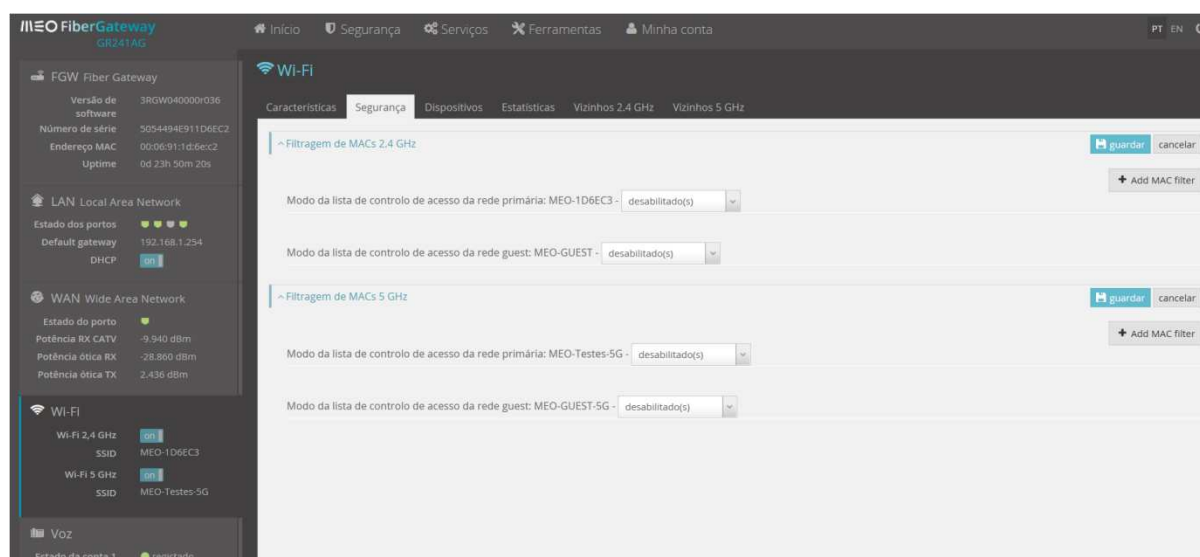 MEO FiberGateway
GR241AG
Início Segurança Serviços Ferramentas Minha conta PT EN
FGW Fiber Gateway
Versão de software 3RGW040000r036
Número de série 5054494E911D6EC2
Endereço MAC 00:06:91:1d:6e:c2
Uptime 0d 23h 50m 20s
LAN Local Area Network
Estado dos portos
Default gateway 192.168.1.254
DHCP on
WAN Wide Area Network
Estado do porto
Potência RX CATV -9.940 dBm
Potência ótica RX -28.860 dBm
Potência ótica TX 2.436 dBm
Wi-Fi
Wi-Fi 2,4 GHz on
SSID MEO-1D6EC3
Wi-Fi 5 GHz on
SSID MEO-Testes-5G
Voz
Estado da conta 1 registado
Wi-Fi
Características Segurança Dispositivos Estatísticas Vizinhos 2.4 GHz Vizinhos 5 GHz
Filtragem de MACs 2.4 GHz guardar cancelar
+ Add MAC filter
Modo da lista de controlo de acesso da rede primária: MEO-1D6EC3 - desabilitado(s)
Modo da lista de controlo de acesso da rede guest: MEO-GUEST - desabilitado(s)
Filtragem de MACs 5 GHz guardar cancelar
+ Add MAC filter
Modo da lista de controlo de acesso da rede primária: MEO-Testes-5G - desabilitado(s)
Modo da lista de controlo de acesso da rede guest: MEO-GUEST-5G - desabilitado(s)